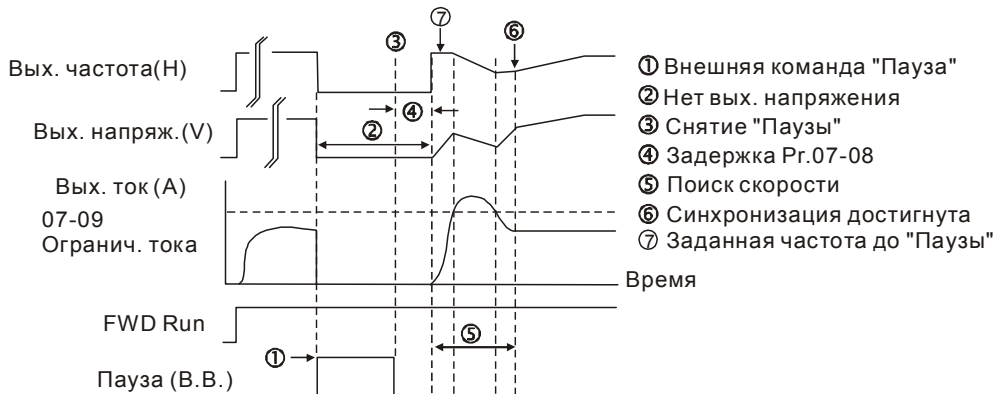 ⑦
③
⑥
Вых. частота(Н)
④
②
Вых. напряж.(V)
Вых. ток (А)
07-09
Огранич. тока
Время
FWD Run
⑤
①
Пауза (В.В.)
① Внешняя команда "Пауза"
② Нет вых. напряжения
③ Снятие "Паузы"
④ Задержка Pr.07-08
⑤ Поиск скорости
⑥ Синхронизация достигнута
⑦ Заданная частота до "Паузы"